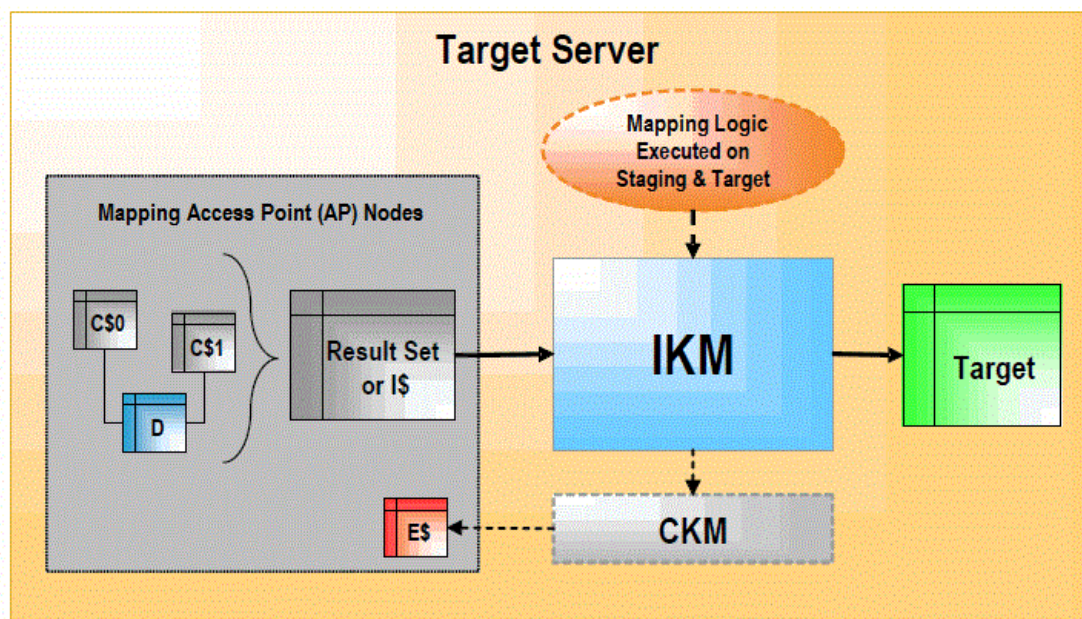 Target Server
Mapping Logic
Executed on
Staging & Target
Mapping Access Point (AP) Nodes
C$0
C$1
D
Result Set
or I$
IKM
Target
E$
CKM